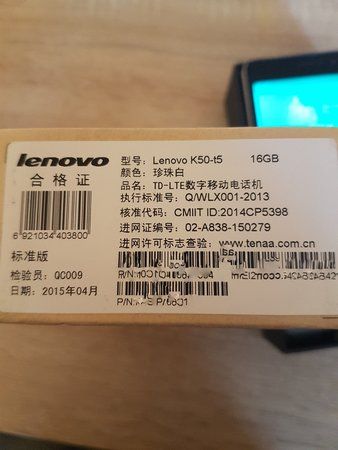 lenovo
合格证
6 921034 403800
标准版
检验员: QC009
日期: 2015年04月
型号: Lenovo K50-t5 16GB
颜色: 珍珠白
品名: TD-LTE数字移动电话机
执行标准号: Q/WLX001-2013
核准代码: CMIIT ID:2014CP5398
进网证号: 02-A838-150279
进网许可标志查验: www.tenaa.com.cn